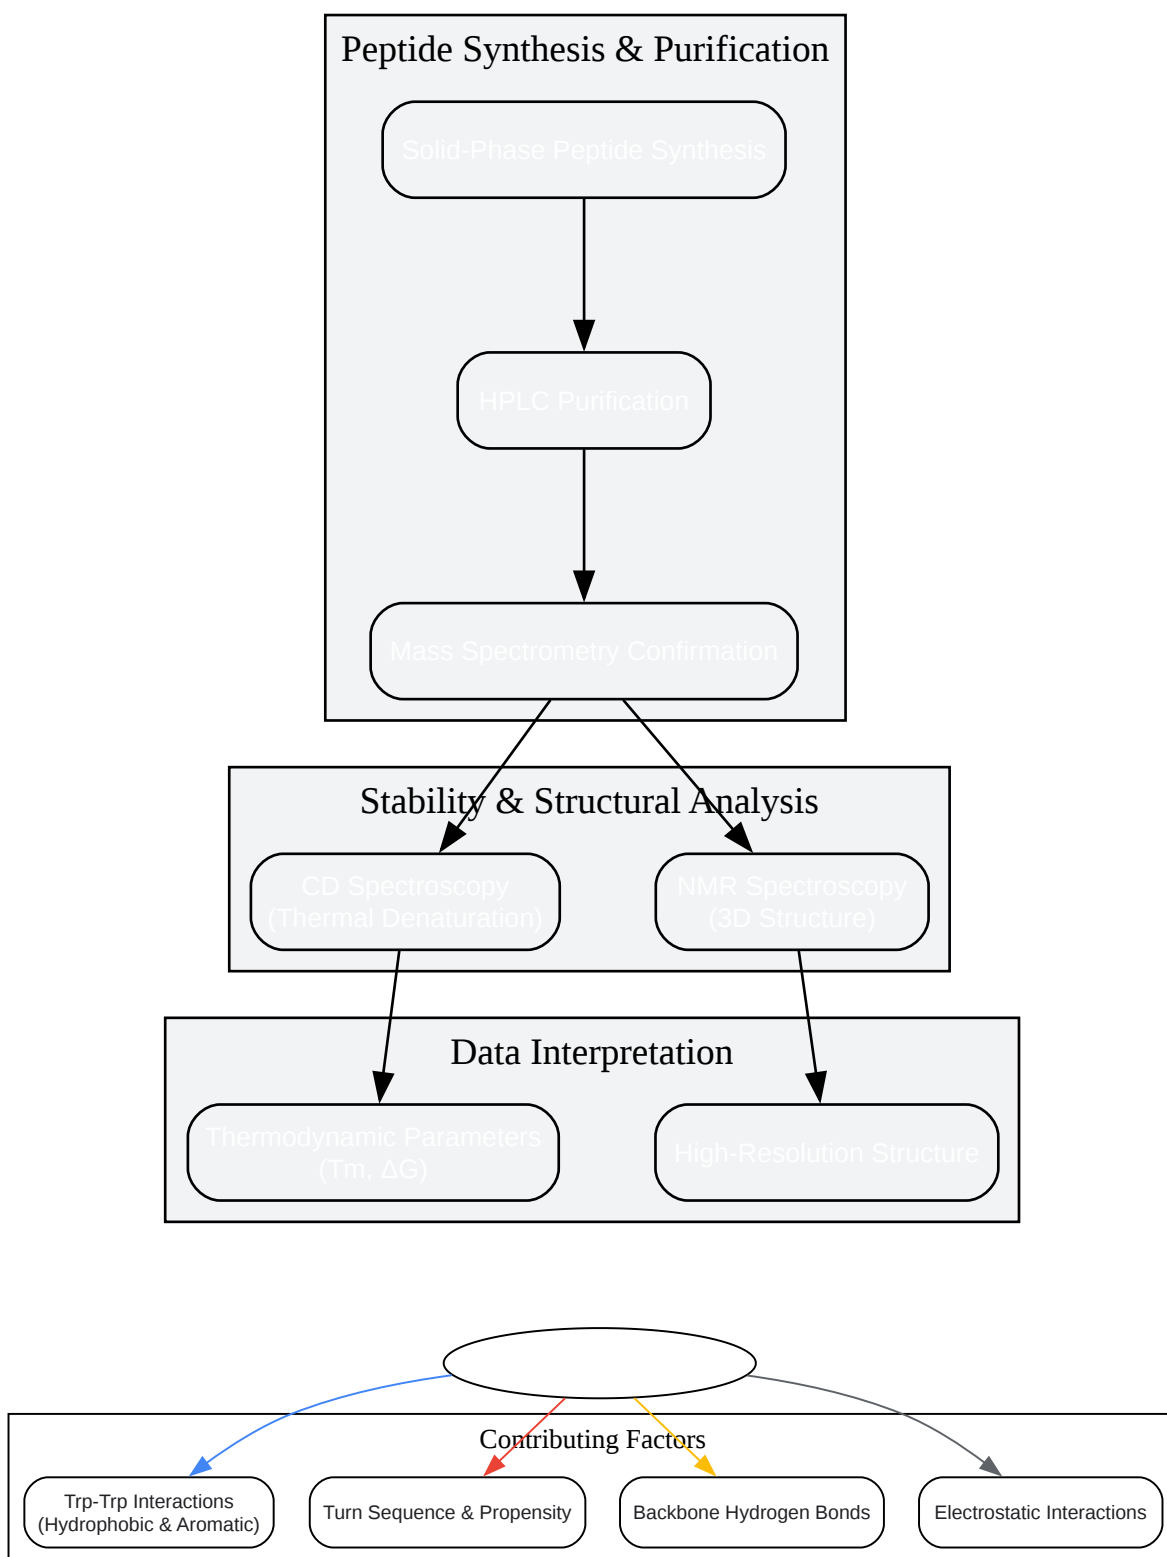 Peptide Synthesis & Purification
Solid-Phase Peptide Synthesis
HPLC Purification
Mass Spectrometry Confirmation
Stability & Structural Analysis
CD Spectroscopy
(Thermal Denaturation)
NMR Spectroscopy
(3D Structure)
Data Interpretation
Thermodynamic Parameters
(Tm, ΔG)
High-Resolution Structure
Contributing Factors
Trp-Trp Interactions
(Hydrophobic & Aromatic)
Turn Sequence & Propensity
Backbone Hydrogen Bonds
Electrostatic Interactions